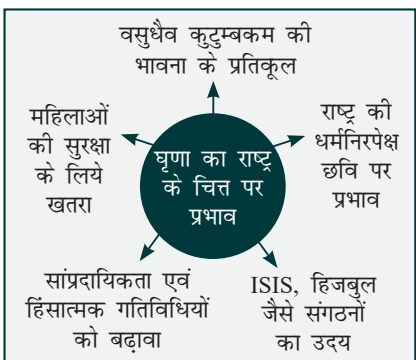 वसुधैव कुटुम्बकम की
भावना के प्रतिकूल
महिलाओं
की सुरक्षा
के लिये
खतरा
घृणा का राष्ट्र
के चित्त पर
प्रभाव
राष्ट्र की
धर्मनिरपेक्ष
छवि पर
प्रभाव
सांप्रदायिकता एवं
हिंसात्मक गतिविधियों
को बढ़ावा
ISIS, हिजबुल
जैसे संगठनों
का उदय